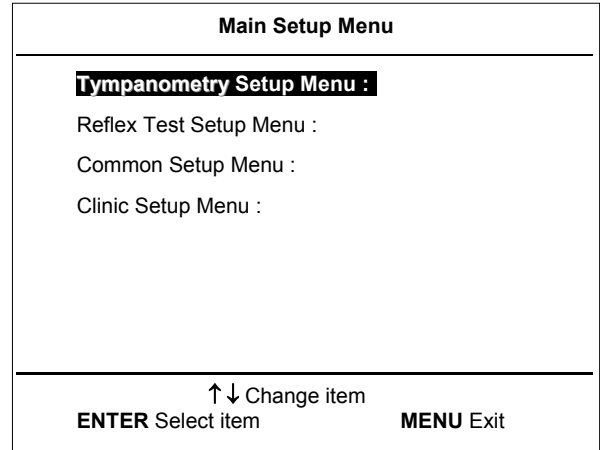 Main Setup Menu
Tympanometry Setup Menu :
Reflex Test Setup Menu :
Common Setup Menu :
Clinic Setup Menu :
↑↓ Change item
ENTER Select item MENU Exit